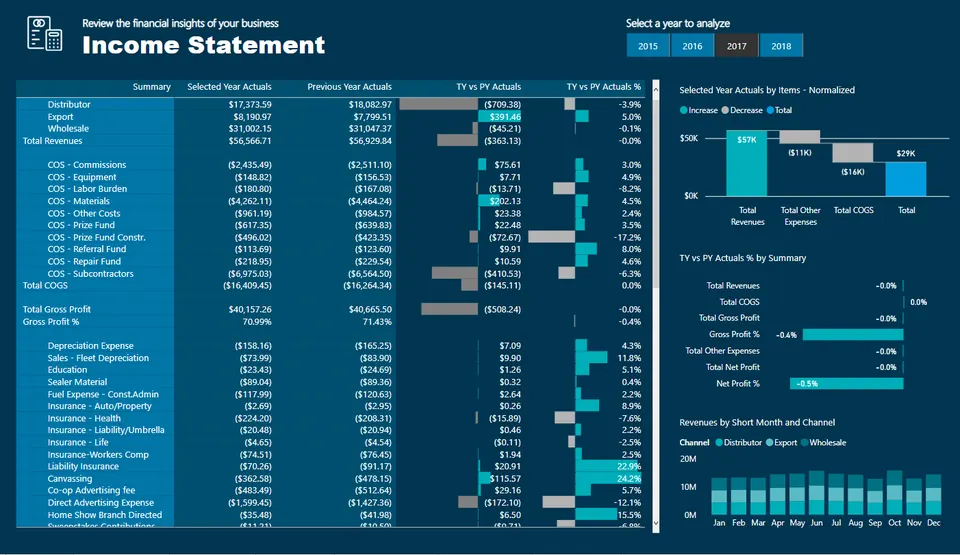 Review the financial insights of your business
Income Statement
Select a year to analyze
2015 2016 2017 2018
Summary Selected Year Actuals Previous Year Actuals TY vs PY Actuals TY vs PY Actuals %
Distributor $17,373.59 $18,082.97 ($709.38) -3.9%
Export $8,190.97 $7,799.51 $391.46 5.0%
Wholesale $31,002.15 $31,047.37 ($45.21) -0.1%
Total Revenues $56,566.71 $56,929.84 ($363.13) -0.0%
COS - Commissions ($2,435.49) ($2,511.10) $75.61 3.0%
COS - Equipment ($148.82) ($156.53) $7.71 4.9%
COS - Labor Burden ($180.80) ($167.08) ($13.71) -8.2%
COS - Materials ($4,262.11) ($4,464.24) $202.13 4.5%
COS - Other Costs ($961.19) ($984.57) $23.38 2.4%
COS - Prize Fund ($617.35) ($639.83) $22.48 3.5%
COS - Prize Fund Constr. ($496.02) ($423.35) ($72.67) -17.2%
COS - Referral Fund ($113.69) ($123.60) $9.91 8.0%
COS - Repair Fund ($218.95) ($229.54) $10.59 4.6%
COS - Subcontractors ($6,975.03) ($6,564.50) ($410.53) -6.3%
Total COGS ($16,409.45) ($16,264.34) ($145.11) 0.0%
Total Gross Profit $40,157.26 $40,665.50 ($508.24) -0.0%
Gross Profit % 70.99% 71.43% -0.4%
Depreciation Expense ($158.16) ($165.25) $7.09 4.3%
Sales - Fleet Depreciation ($73.99) ($83.90) $9.90 11.8%
Education ($23.43) ($24.69) $1.26 5.1%
Sealer Material ($89.04) ($89.36) $0.32 0.4%
Fuel Expense - Const.Admin ($117.99) ($120.63) $2.64 2.2%
Insurance - Auto/Property ($2.69) ($2.95) $0.26 8.9%
Insurance - Health ($224.20) ($208.31) ($15.89) -7.6%
Insurance - Liability/Umbrella ($20.48) ($20.94) $0.46 2.2%
Insurance - Life ($4.65) ($4.54) ($0.11) -2.5%
Insurance-Workers Comp ($74.51) ($76.45) $1.94 2.5%
Liability Insurance ($70.26) ($91.17) $20.91 22.9%
Canvassing ($362.58) ($478.15) $115.57 24.2%
Co-op Advertising fee ($483.49) ($512.64) $29.16 5.7%
Direct Advertising Expense ($1,599.45) ($1,427.36) ($172.10) -12.1%
Home Show Branch Directed ($35.48) ($41.98) $6.50 15.5%
Sweepstakes Contributions ($11.21) ($10.50) ($0.71) -6.8%
Selected Year Actuals by Items - Normalized
Increase Decrease Total
$50K
$0K
$57K
($11K)
($16K)
$29K
Total Revenues
Total Other Expenses
Total COGS
Total
TY vs PY Actuals % by Summary
Total Revenues -0.0%
Total COGS 0.0%
Total Gross Profit -0.0%
Gross Profit % -0.4%
Total Other Expenses -0.0%
Total Net Profit -0.0%
Net Profit % -0.5%
Revenues by Short Month and Channel
Channel Distributor Export Wholesale
20M
10M
0M
Jan Feb Mar Apr May Jun Jul Aug Sep Oct Nov Dec